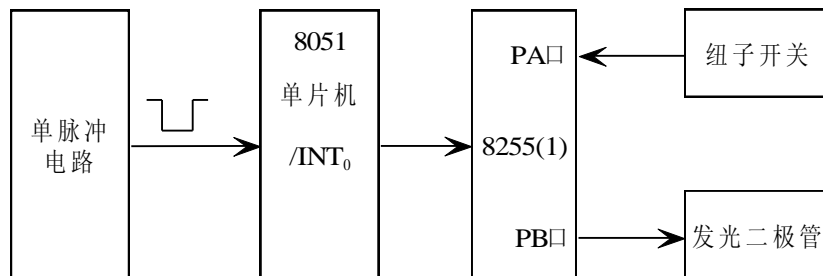 单脉冲
电路
8051
单片机
/INT₀
PA口
8255(1)
PB口
纽子开关
发光二极管